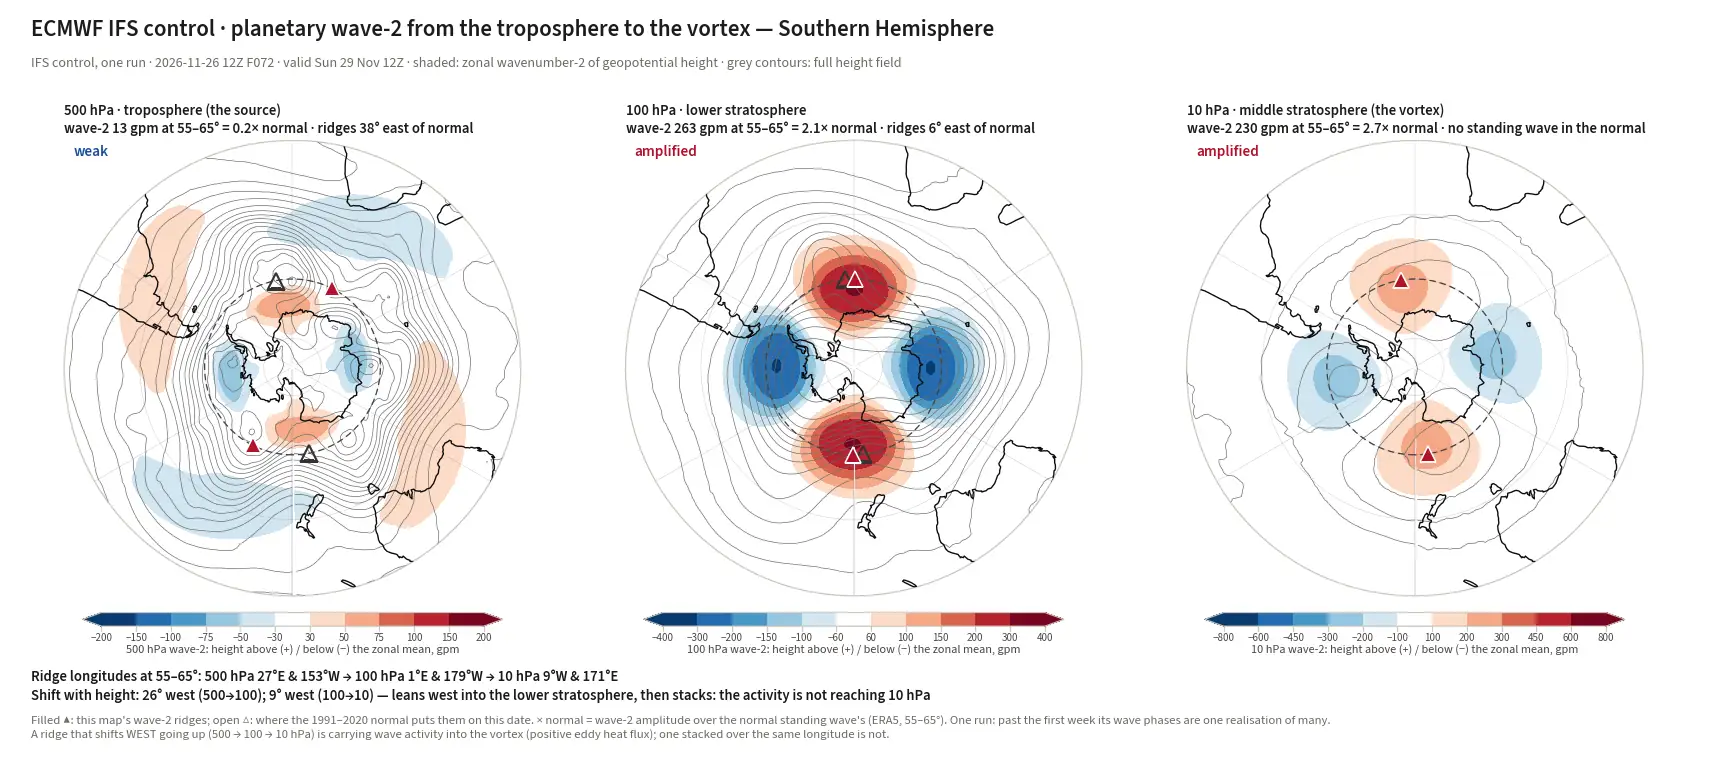 ECMWF IFS control · planetary wave-2 from the troposphere to the vortex — Southern Hemisphere
IFS control, one run · 2026-11-26 12Z F072 · valid Sun 29 Nov 12Z · shaded: zonal wavenumber-2 of geopotential height · grey contours: full height field
500 hPa · troposphere (the source)
wave-2 13 gpm at 55–65° = 0.2× normal · ridges 38° east of normal
weak
100 hPa · lower stratosphere
wave-2 263 gpm at 55–65° = 2.1× normal · ridges 6° east of normal
amplified
10 hPa · middle stratosphere (the vortex)
wave-2 230 gpm at 55–65° = 2.7× normal · no standing wave in the normal
amplified
−200 −150 −100 −75 −50 −30 30 50 75 100 150 200
500 hPa wave-2: height above (+) / below (−) the zonal mean, gpm
−400 −300 −200 −150 −100 −60 60 100 150 200 300 400
100 hPa wave-2: height above (+) / below (−) the zonal mean, gpm
−800 −600 −450 −300 −200 −100 100 200 300 450 600 800
10 hPa wave-2: height above (+) / below (−) the zonal mean, gpm
Ridge longitudes at 55–65°: 500 hPa 27°E & 153°W → 100 hPa 1°E & 179°W → 10 hPa 9°W & 171°E
Shift with height: 26° west (500→100); 9° west (100→10) — leans west into the lower stratosphere, then stacks: the activity is not reaching 10 hPa
Filled ▲: this map's wave-2 ridges; open △: where the 1991–2020 normal puts them on this date. × normal = wave-2 amplitude over the normal standing wave's (ERA5, 55–65°). One run: past the first week its wave phases are one realisation of many.
A ridge that shifts WEST going up (500 → 100 → 10 hPa) is carrying wave activity into the vortex (positive eddy heat flux); one stacked over the same longitude is not.